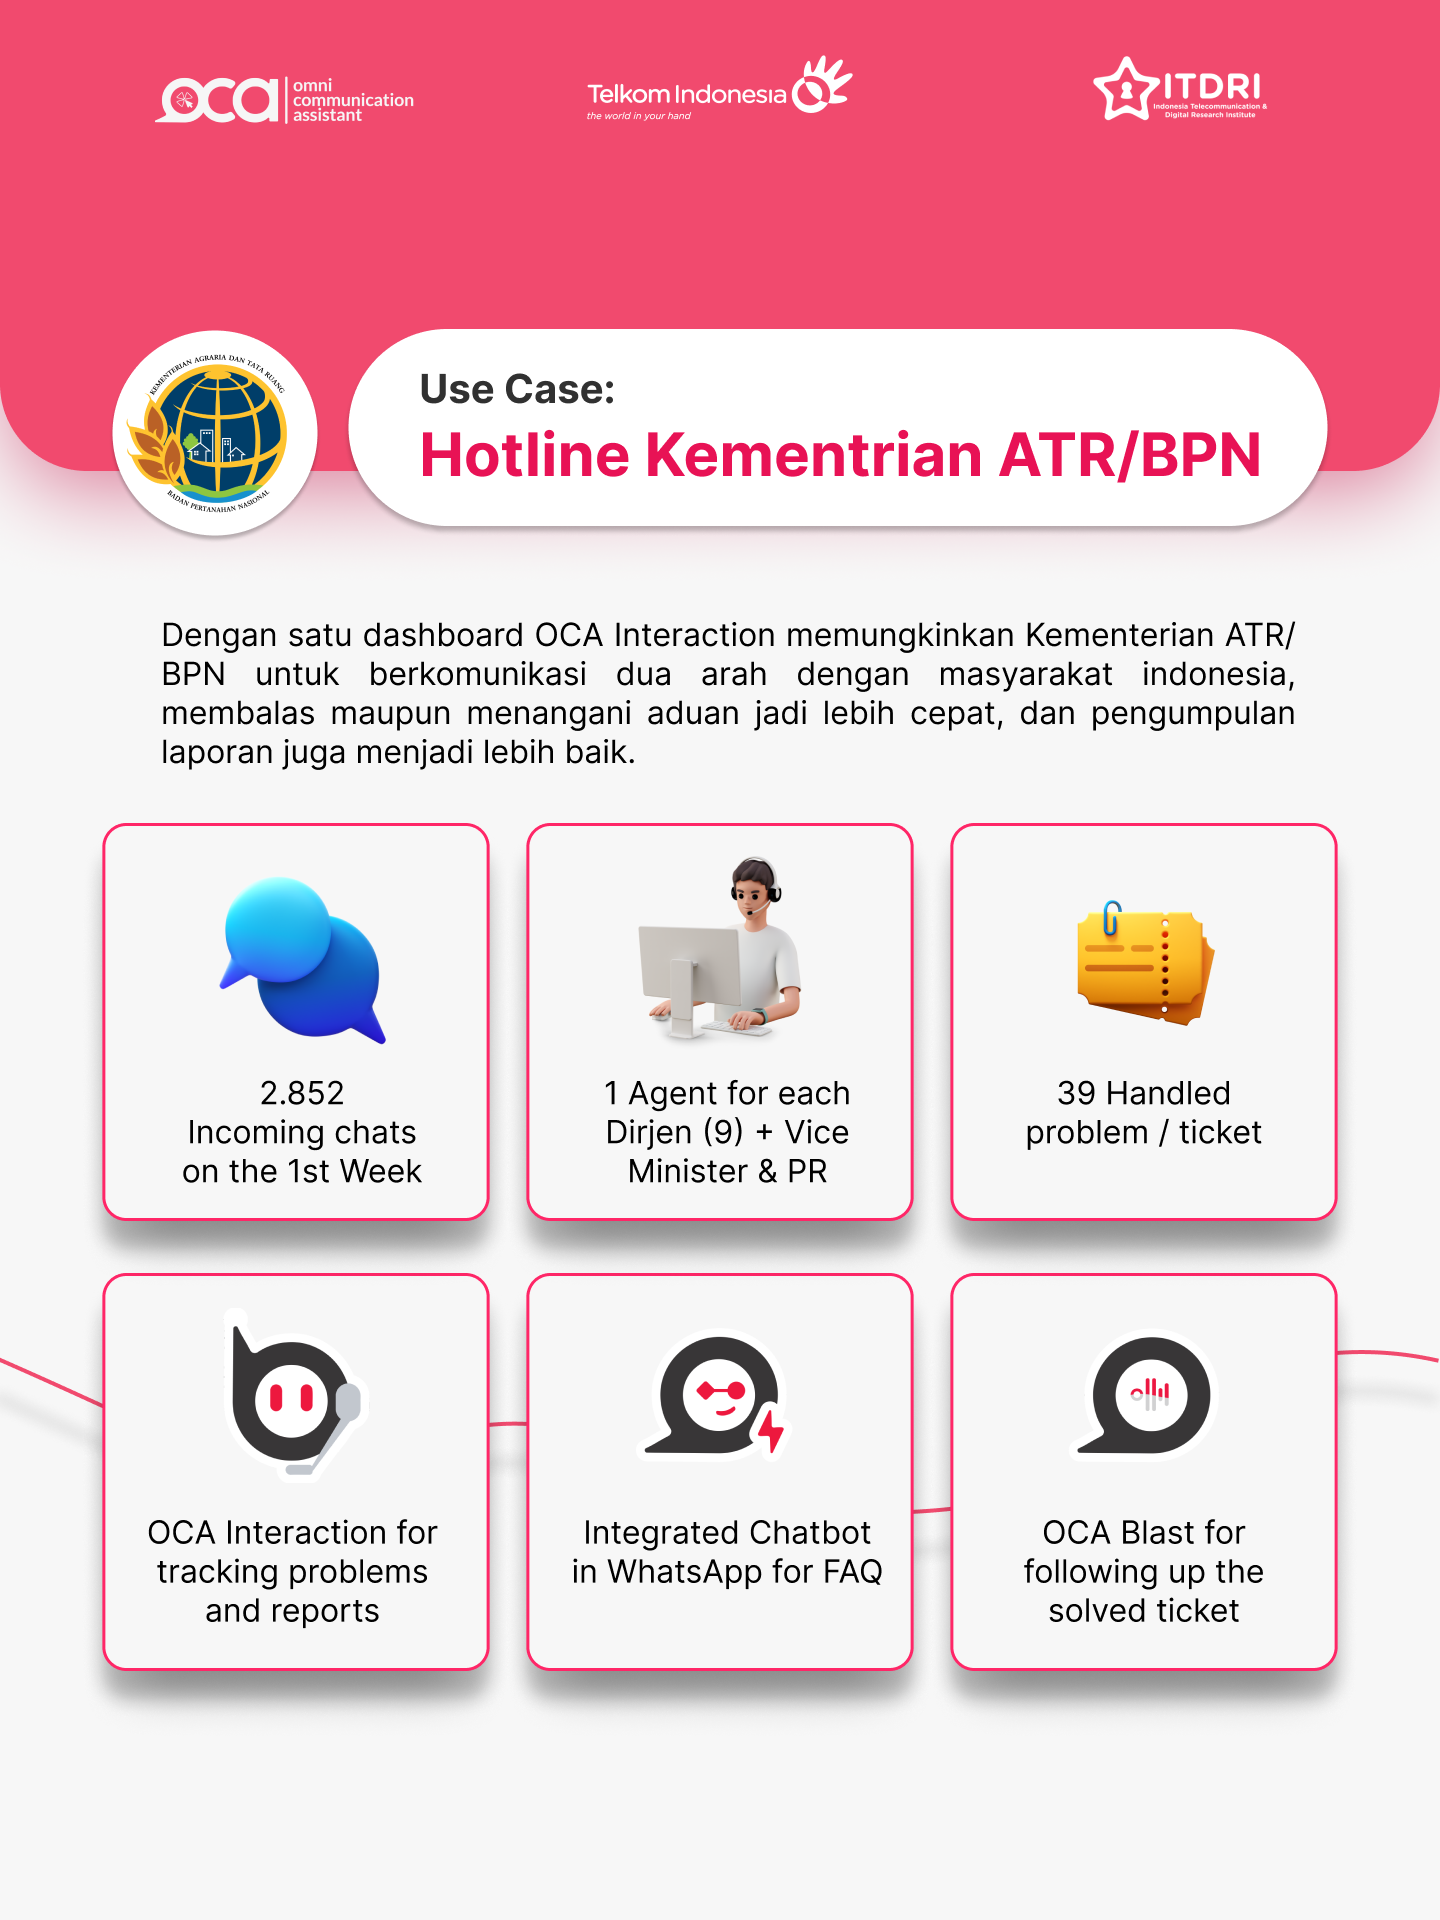 oca
omni
communication
assistant
Telkom Indonesia
the world in your hand
ITDRI
Indonesia Telecommunication &
Digital Research Institute
KEMENTERIAN AGRARIA DAN TATA RUANG
BADAN PERTANAHAN NASIONAL
Use Case:
Hotline Kementrian ATR/BPN
Dengan satu dashboard OCA Interaction memungkinkan Kementerian ATR/
BPN untuk berkomunikasi dua arah dengan masyarakat indonesia,
membalas maupun menangani aduan jadi lebih cepat, dan pengumpulan
laporan juga menjadi lebih baik.
2.852
Incoming chats
on the 1st Week
1 Agent for each
Dirjen (9) + Vice
Minister & PR
39 Handled
problem / ticket
OCA Interaction for
tracking problems
and reports
Integrated Chatbot
in WhatsApp for FAQ
OCA Blast for
following up the
solved ticket